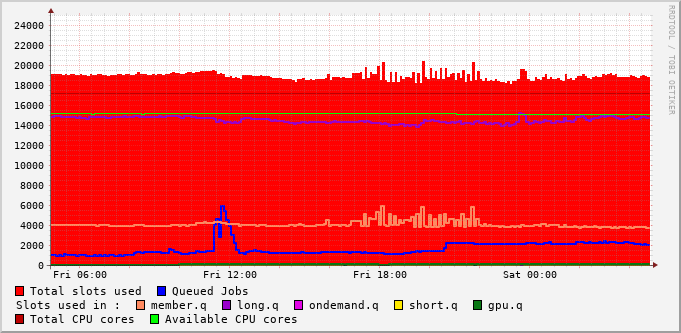 24000
22000
20000
18000
16000
14000
12000
10000
8000
6000
4000
2000
0
Fri 06:00 Fri 12:00 Fri 18:00 Sat 00:00
RRDTOOL / TOBI OETIKER
Total slots used Queued Jobs
Slots used in : member.q long.q ondemand.q short.q gpu.q
Total CPU cores Available CPU cores